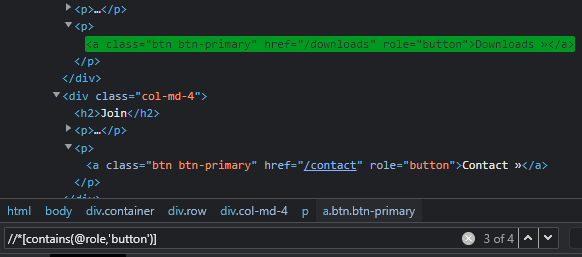 <p>…</p>
<p>
<a class="btn btn-primary" href="/downloads" role="button">Downloads »</a>
</p>
</div>
<div class="col-md-4">
<h2>Join</h2>
<p>…</p>
<p>
<a class="btn btn-primary" href="/contact" role="button">Contact »</a>
</p>
</div>
html body div.container div.row div.col-md-4 p a.btn.btn-primary
//*[contains(@role,'button')] 3 of 4